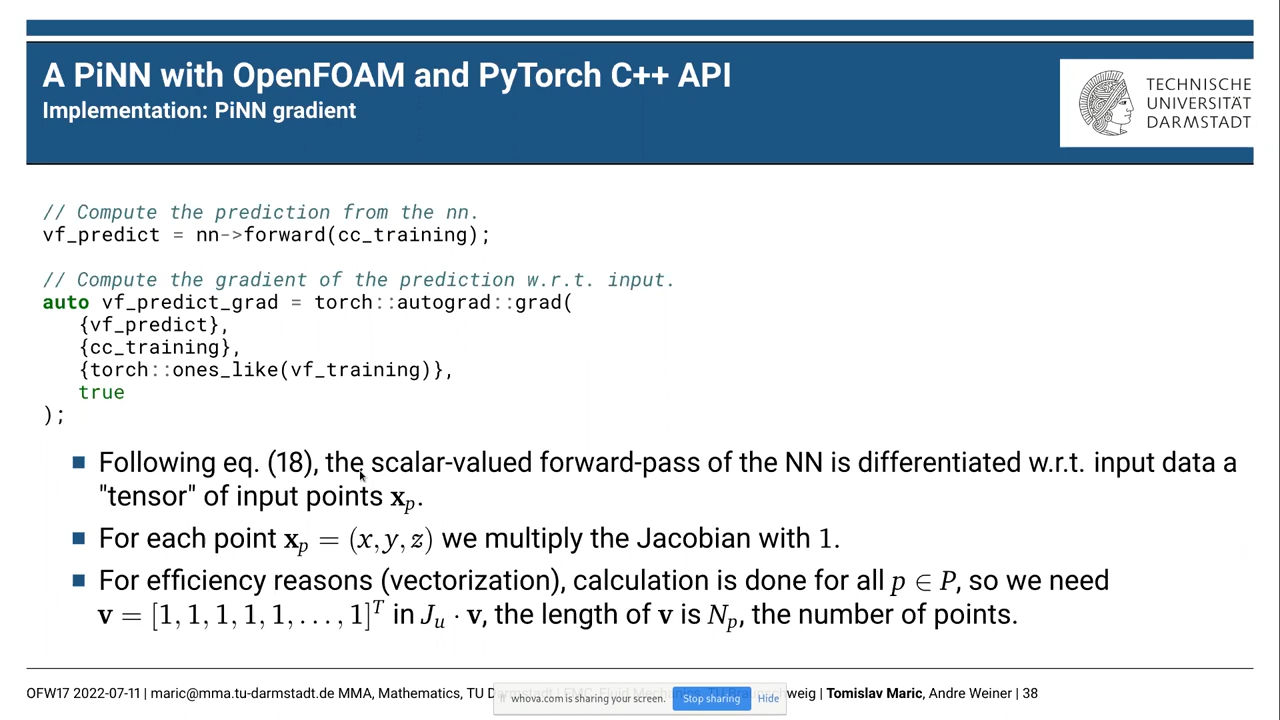 A PiNN with OpenFOAM and PyTorch C++ API
Implementation: PiNN gradient
TECHNISCHE
UNIVERSITÄT
DARMSTADT
// Compute the prediction from the nn.
vf_predict = nn->forward(cc_training);
// Compute the gradient of the prediction w.r.t. input.
auto vf_predict_grad = torch::autograd::grad(
{vf_predict},
{cc_training},
{torch::ones_like(vf_training)},
true
);
Following eq. (18), the scalar-valued forward-pass of the NN is differentiated w.r.t. input data a
"tensor" of input points x_p.
For each point x_p = (x, y, z) we multiply the Jacobian with 1.
For efficiency reasons (vectorization), calculation is done for all p ∈ P, so we need
v = [1, 1, 1, 1, 1, . . . , 1]^T in J_u · v, the length of v is N_p, the number of points.
OFW17 2022-07-11 | maric@mma.tu-darmstadt.de MMA, Mathematics, TU | Tomislav Maric, Andre Weiner | 38
whova.com is sharing your screen. Stop sharing Hide